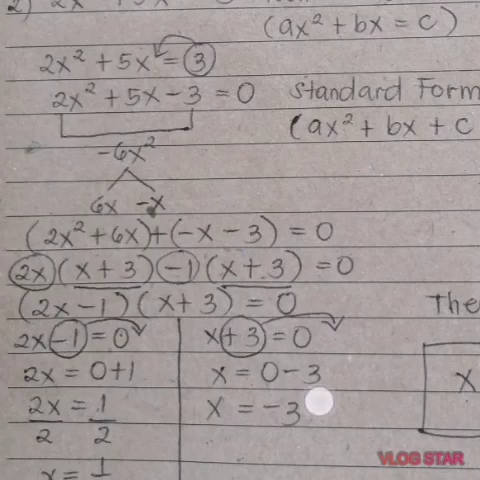 (ax² + bx = c)
2x² + 5x = 3
2x² + 5x - 3 = 0 Standard Form
(ax² + bx + c
-6x²
6x -x
(2x² + 6x) + (-x - 3) = 0
2x (x + 3) -1 (x + 3) = 0
(2x - 1) (x + 3) = 0
The
2x - 1 = 0
2x = 0 + 1
2x = 1
2 2
x = 1
x + 3 = 0
x = 0 - 3
x = -3
x
VLOG STAR